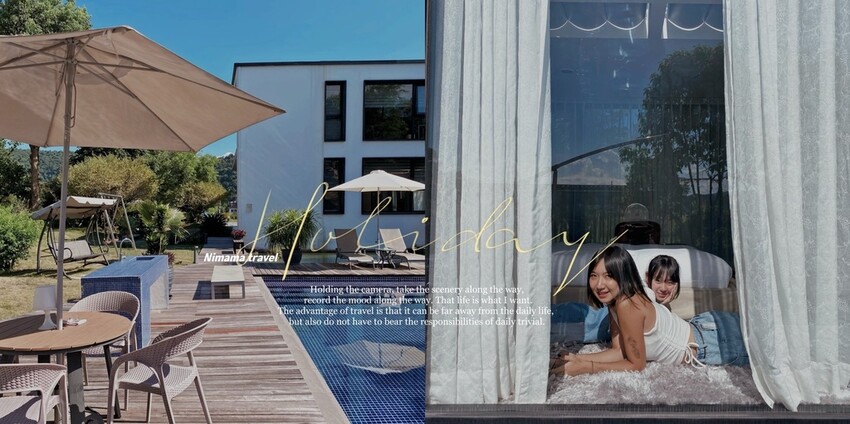 Holiday
Nimama travel
Holding the camera, take the scenery along the way,
record the mood along the way. That life is what I want.
The advantage of travel is that it can be far away from the daily life,
but also do not have to bear the responsibilities of daily trivial.